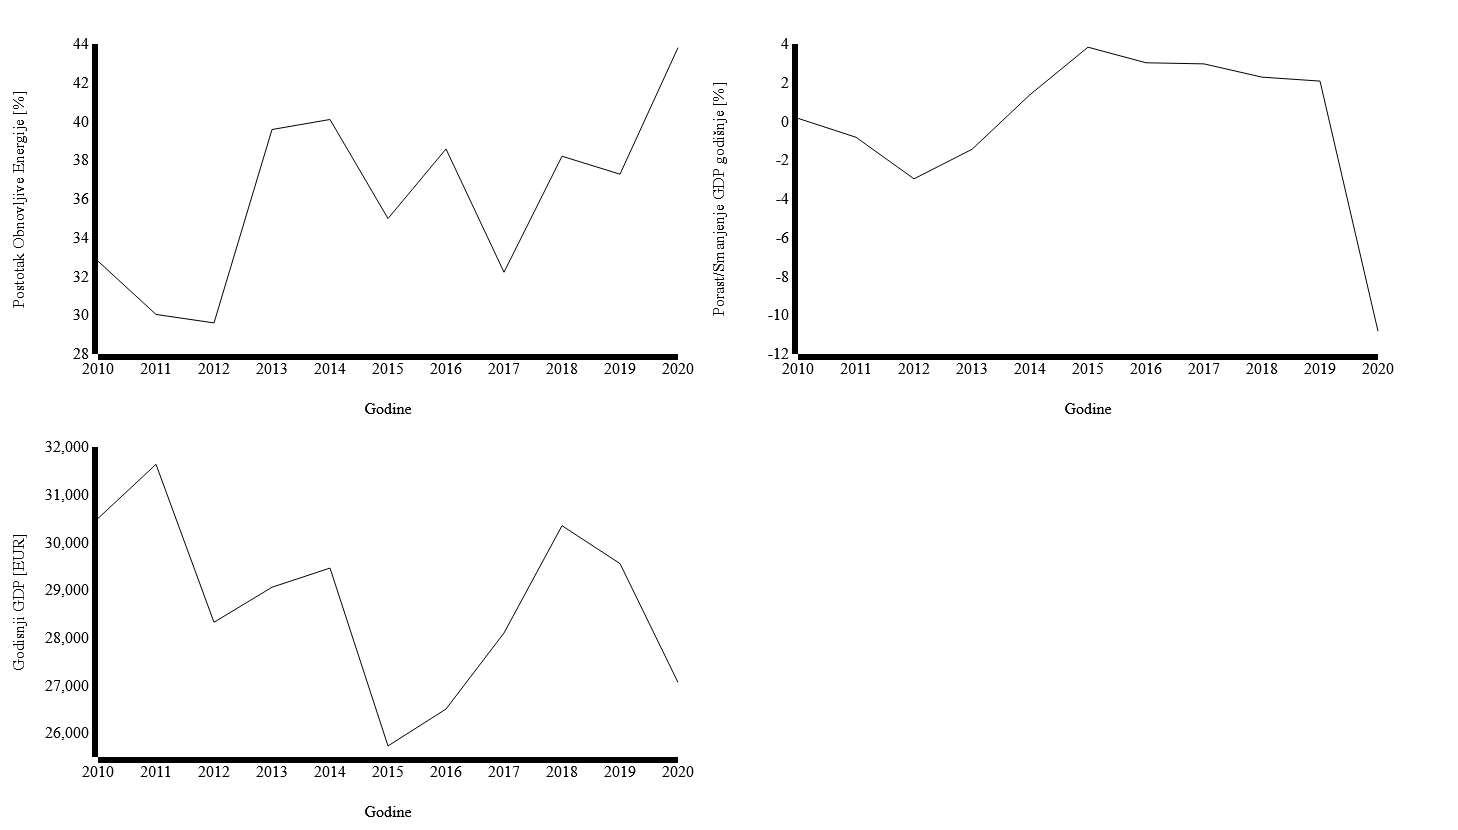 Postotak Obnovljive Energije [%]
44
42
40
38
36
34
32
30
28
2010 2011 2012 2013 2014 2015 2016 2017 2018 2019 2020
Godine
Porast/Smanjenje GDP godišnje [%]
4
2
0
-2
-4
-6
-8
-10
-12
2010 2011 2012 2013 2014 2015 2016 2017 2018 2019 2020
Godine
Godisnji GDP [EUR]
32,000
31,000
30,000
29,000
28,000
27,000
26,000
2010 2011 2012 2013 2014 2015 2016 2017 2018 2019 2020
Godine